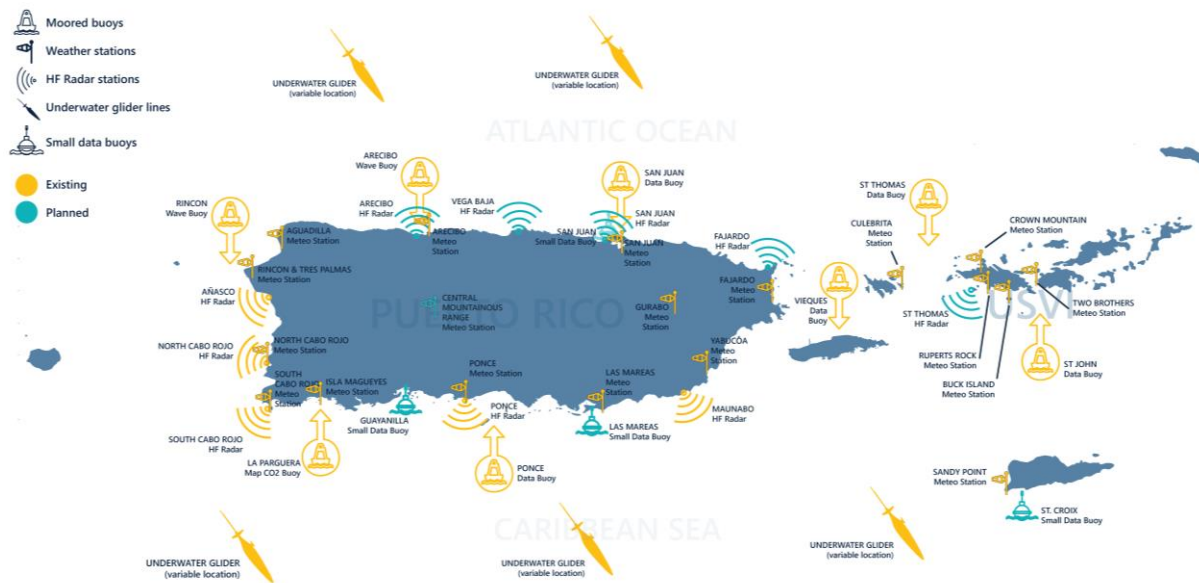 Moored buoys
Weather stations
HF Radar stations
Underwater glider lines
Small data buoys
Existing
Planned
UNDERWATER GLIDER
(variable location)
UNDERWATER GLIDER
(variable location)
ATLANTIC OCEAN
RINCON
Wave Buoy
ARECIBO
Wave Buoy
ARECIBO
HF Radar
VEGA BAJA
HF Radar
SAN JUAN
Data Buoy
SAN JUAN
HF Radar
SAN JUAN
Small Data Buoy
SAN JUAN
Meteo
Station
AGUADILLA
Meteo Station
ARECIBO
Meteo
Station
FAJARDO
HF Radar
ST THOMAS
Data Buoy
CULEBRITA
Meteo
Station
CROWN MOUNTAIN
Meteo Station
RINCON & TRES PALMAS
Meteo Station
AÑASCO
HF Radar
CENTRAL
MOUNTAINOUS
RANGE
Meteo Station
PUERTO RICO
GURABO
Meteo
Station
FAJARDO
Meteo
Station
VIEQUES
Data
Buoy
ST THOMAS
HF Radar
USVI
TWO BROTHERS
Meteo Station
NORTH CABO ROJO
HF Radar
NORTH CABO ROJO
Meteo Station
YABUCOA
Meteo
Station
RUPERTS ROCK
Meteo Station
BUCK ISLAND
Meteo Station
ST JOHN
Data Buoy
SOUTH
CABO ROJO
Meteo
Station
ISLA MAGUEYES
Meteo Station
PONCE
Meteo Station
LAS MAREAS
Meteo
Station
SOUTH CABO ROJO
HF Radar
GUAYANILLA
Small Data Buoy
PONCE
HF Radar
LAS MAREAS
Small Data Buoy
MAUNABO
HF Radar
LA PARGUERA
Map CO2 Buoy
PONCE
Data Buoy
SANDY POINT
Meteo Station
ST. CROIX
Small Data Buoy
CARIBBEAN SEA
UNDERWATER GLIDER
(variable location)
UNDERWATER GLIDER
(variable location)
UNDERWATER GLIDER
(variable location)